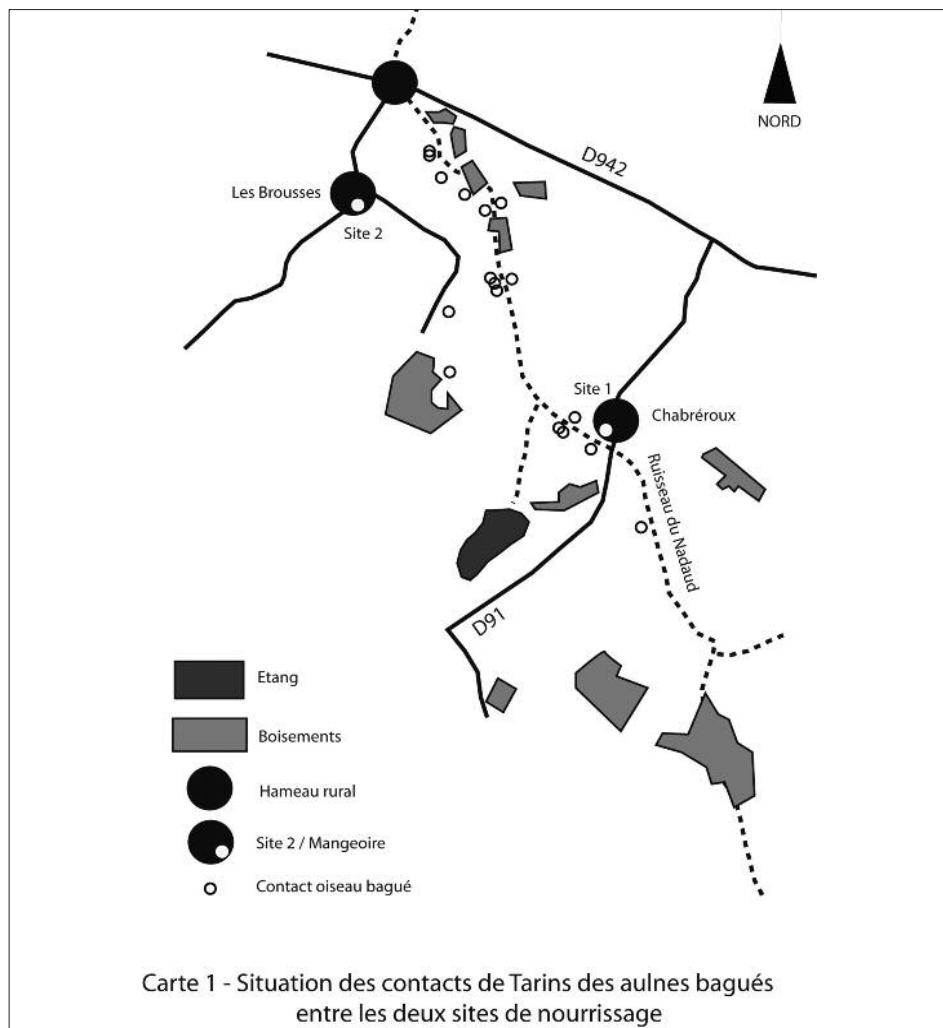 NORD
D942
Les Brousses
Site 2
Site 1
Chabréroux
Ruisseau du Nadaud
D91
Etang
Boisements
Hameau rural
Site 2 / Mangeoire
Contact oiseau bagué
Carte 1 - Situation des contacts de Tarins des aulnes bagués
entre les deux sites de nourrissage